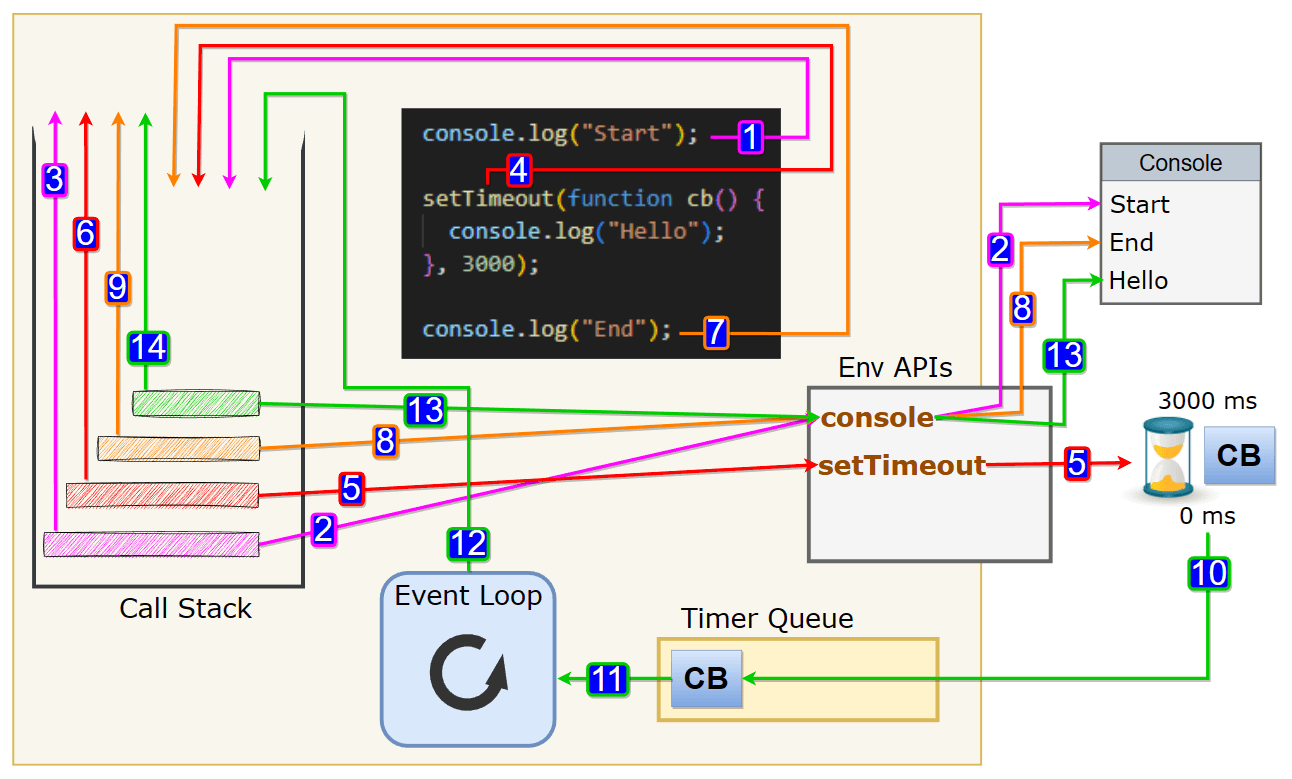 1
console.log("Start");
4
setTimeout(function cb() {
console.log("Hello");
}, 3000);
console.log("End");
7
3
6
9
14
Call Stack
13
8
5
2
12
Event Loop
Env APIs
console
setTimeout
Console
Start
End
Hello
2
8
13
5
3000 ms
CB
0 ms
10
Timer Queue
CB
11